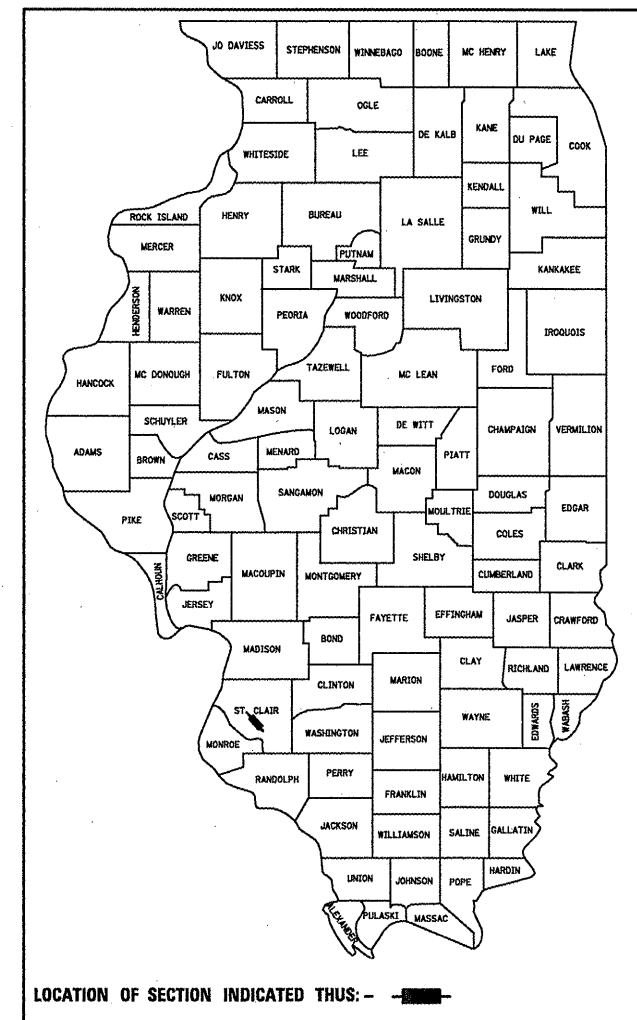 JO DAVIESS STEPHENSON WINNEBAGO BOONE MC HENRY LAKE
CARROLL OGLE DE KALB KANE DU PAGE COOK
WHITESIDE LEE
KENDALL WILL
ROCK ISLAND HENRY BUREAU LA SALLE GRUNDY
MERCER PUTNAM
STARK MARSHALL KANKAKEE
HENDERSON WARREN KNOX PEORIA WOODFORD LIVINGSTON IROQUOIS
HANCOCK MC DONOUGH FULTON TAZEWELL MC LEAN FORD
SCHUYLER MASON LOGAN DE WITT CHAMPAIGN VERMILION
ADAMS BROWN CASS MENARD MACON PIATT
PIKE SCOTT MORGAN SANGAMON CHRISTIAN MOULTRIE DOUGLAS EDGAR
COLES
CALHOUN GREENE MACOUPIN MONTGOMERY SHELBY CUMBERLAND CLARK
JERSEY FAYETTE EFFINGHAM JASPER CRAWFORD
MADISON BOND
CLAY RICHLAND LAWRENCE
CLINTON MARION
ST. CLAIR WAYNE EDWARDS WABASH
MONROE WASHINGTON JEFFERSON
RANDOLPH PERRY HAMILTON WHITE
FRANKLIN
JACKSON WILLIAMSON SALINE GALLATIN
UNION JOHNSON POPE HARDIN
ALEXANDER PULASKI MASSAC
LOCATION OF SECTION INDICATED THUS: -